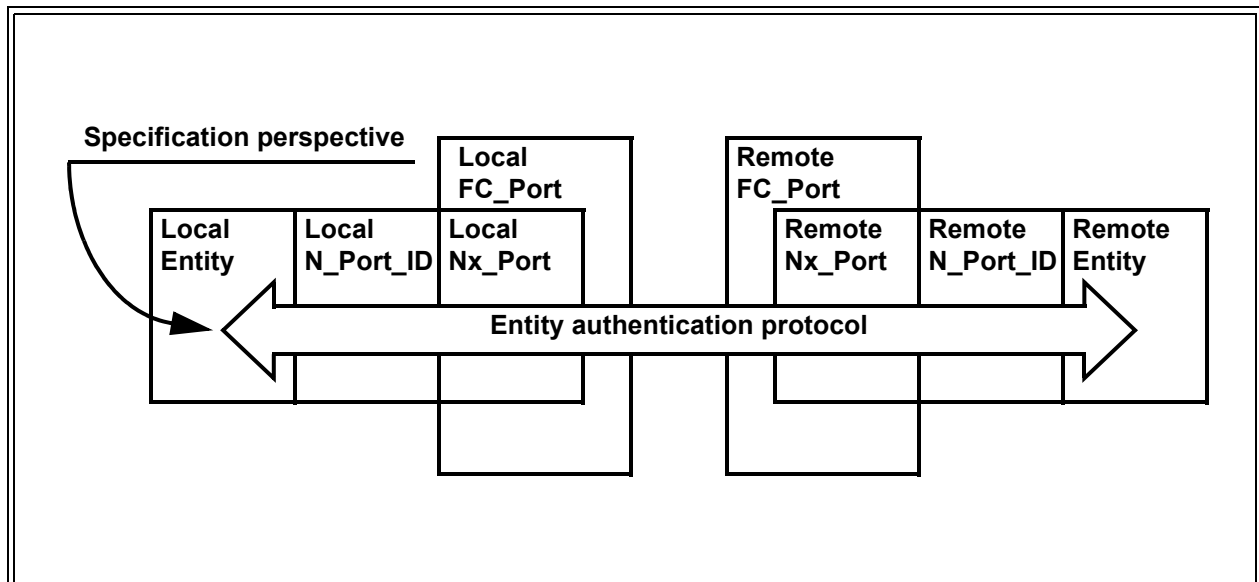 Specification perspective
Local
FC_Port
Remote
FC_Port
Local
Entity
Local
N_Port_ID
Local
Nx_Port
Remote
Nx_Port
Remote
N_Port_ID
Remote
Entity
Entity authentication protocol